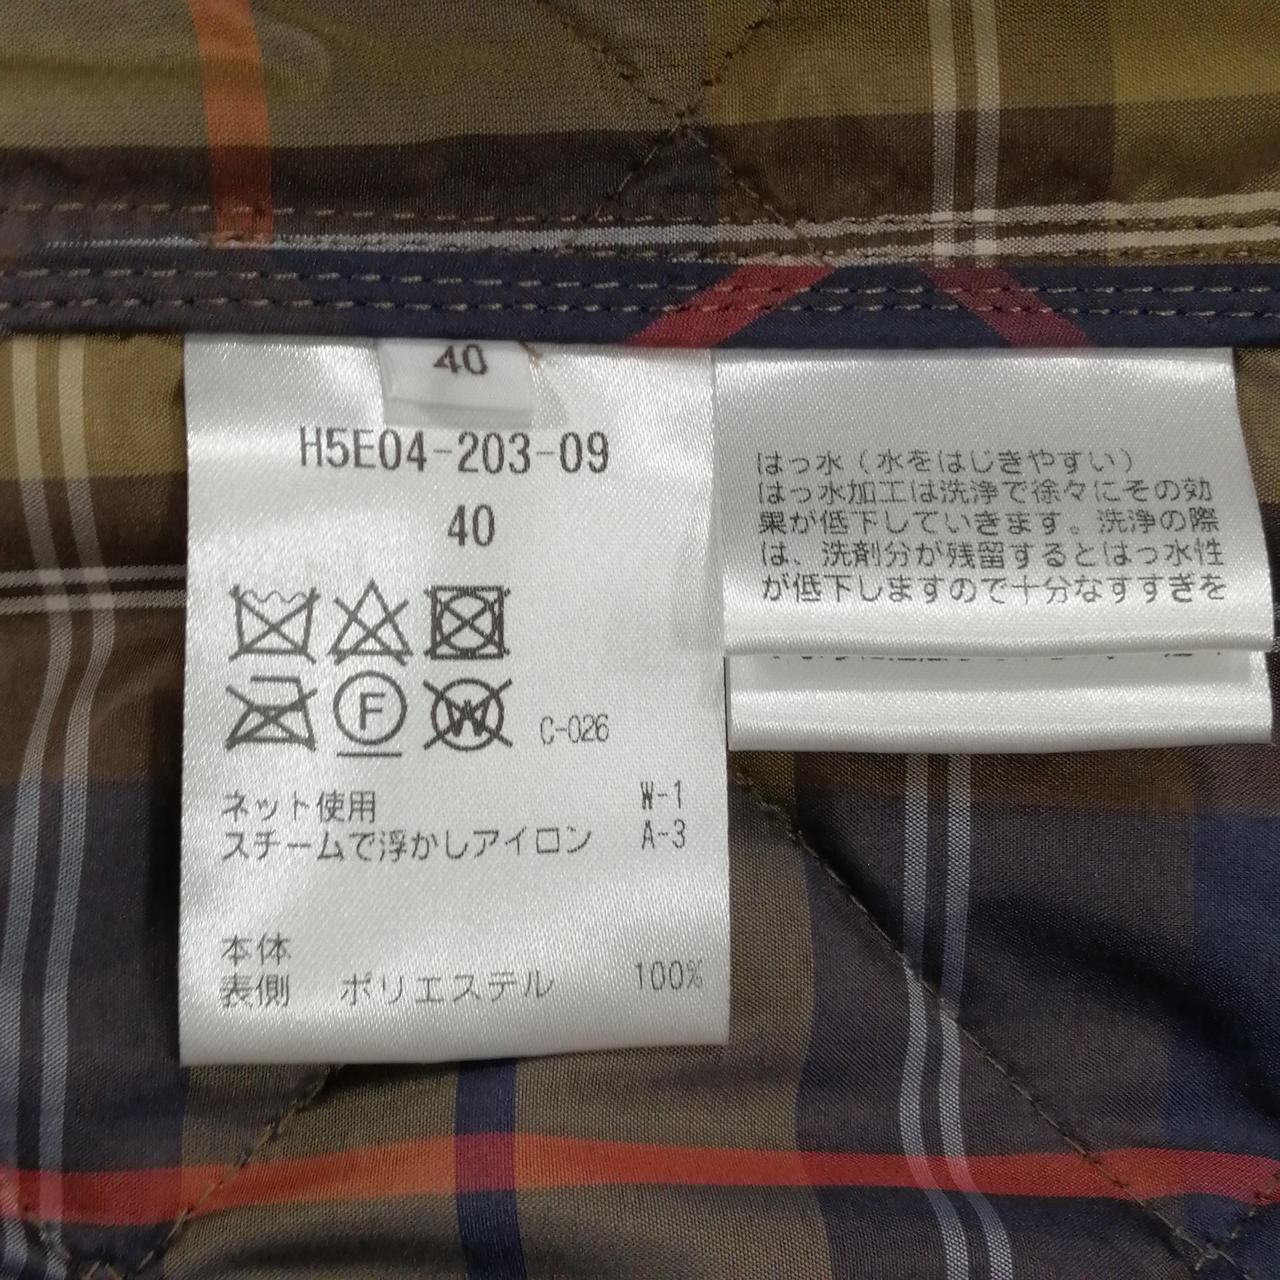 40
H5E04-203-09
40
F
W
C-026
ネット使用 W-1
スチームで浮かしアイロン A-3
本体
表側 ポリエステル 100%
はっ水（水をはじきやすい）
はっ水加工は洗浄で徐々にその効
果が低下していきます。洗浄の際
は、洗剤分が残留するとはっ水性
が低下しますので十分なすすぎを